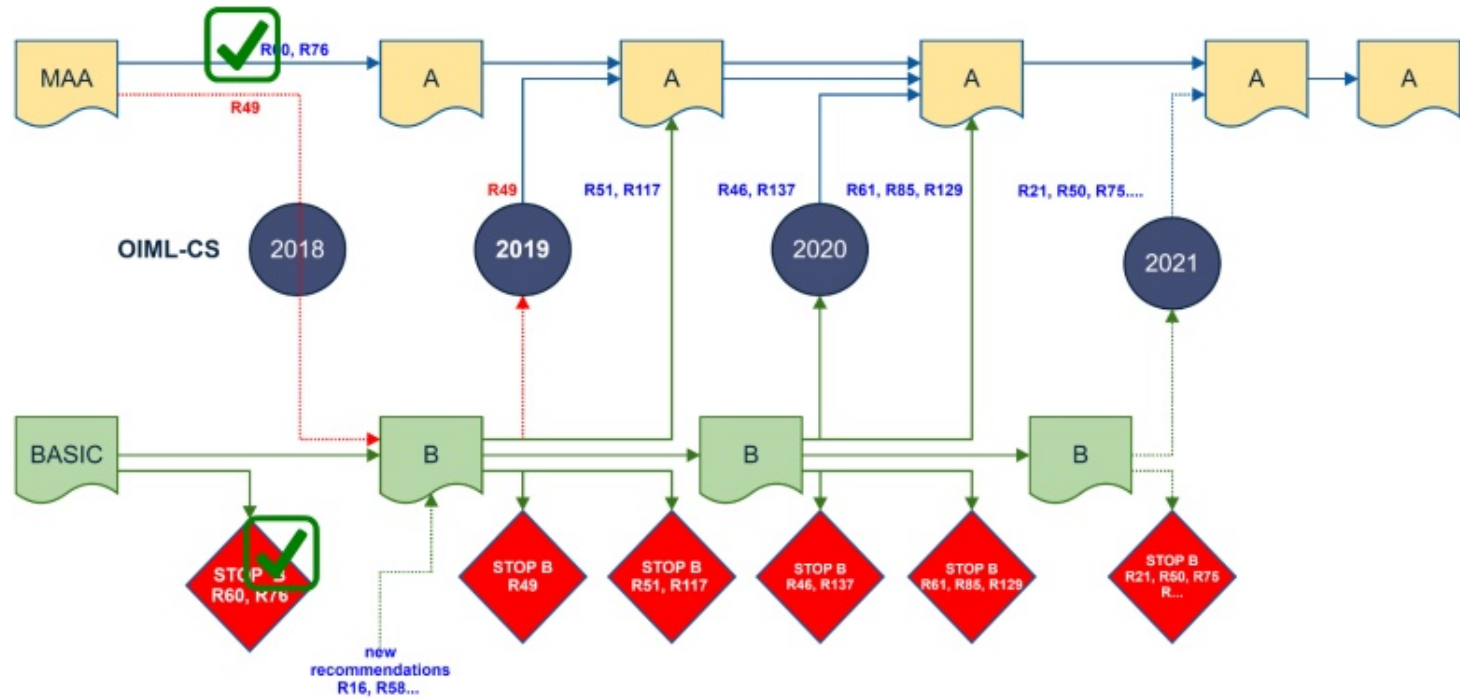 R60, R76
MAA
A
A
A
A
A
R49
R49
R51, R117
R46, R137
R61, R85, R129
R21, R50, R75....
OIML-CS
2018
2019
2020
2021
BASIC
B
B
B
STOP B
R60, R76
STOP B
R49
STOP B
R51, R117
STOP B
R46, R137
STOP B
R61, R85, R129
STOP B
R21, R50, R75
R...
new
recommendations
R16, R58...